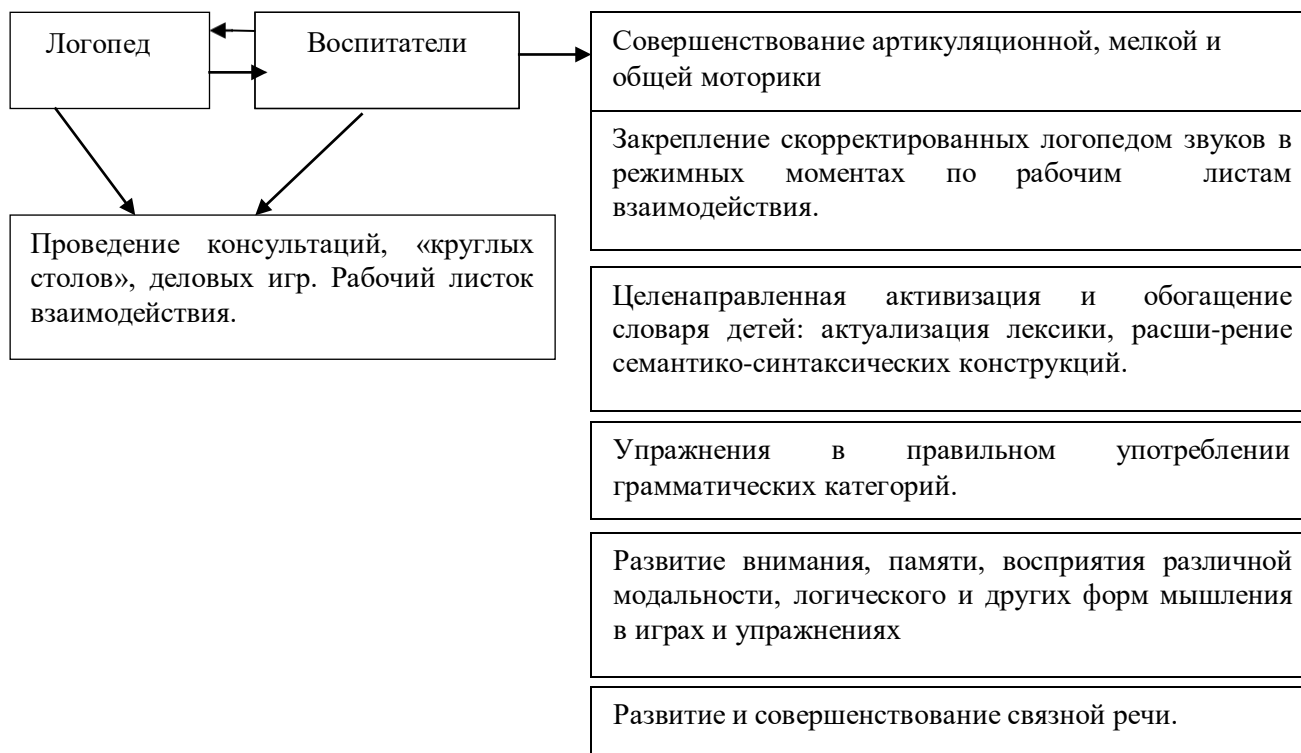 Логопед
Воспитатели
Проведение консультаций, «круглых
столов», деловых игр. Рабочий листок
взаимодействия.
Совершенствование артикуляционной, мелкой и
общей моторики
Закрепление скорректированных логопедом звуков в
режимных моментах по рабочим листам
взаимодействия.
Целенаправленная активизация и обогащение
словаря детей: актуализация лексики, расши-рение
семантико-синтаксических конструкций.
Упражнения в правильном употреблении
грамматических категорий.
Развитие внимания, памяти, восприятия различной
модальности, логического и других форм мышления
в играх и упражнениях
Развитие и совершенствование связной речи.